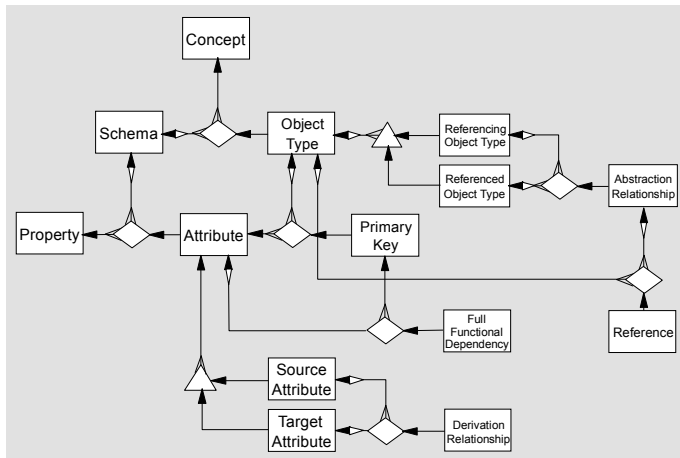 Concept
Schema
Object
Type
Referencing
Object Type
Referenced
Object Type
Abstraction
Relationship
Property
Attribute
Primary
Key
Full
Functional
Dependency
Reference
Source
Attribute
Target
Attribute
Derivation
Relationship